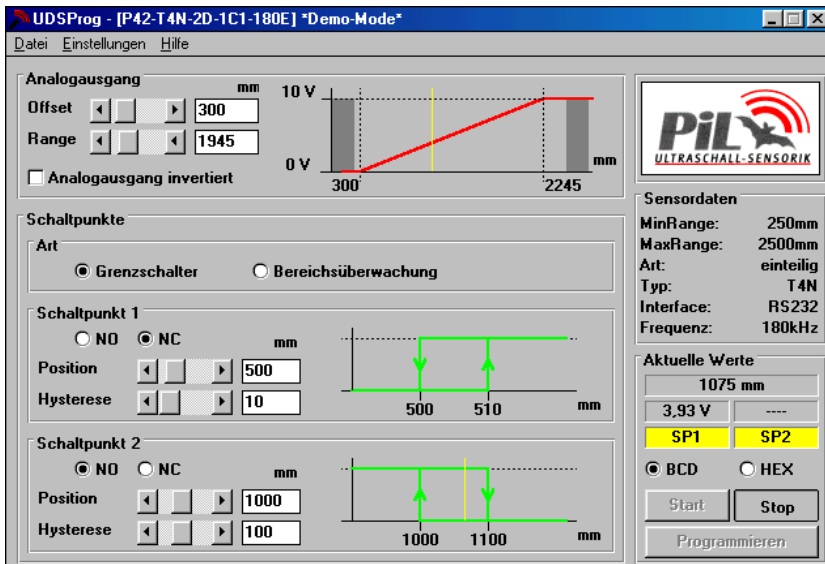 UDSProg - [P42-T4N-2D-1C1-180E] *Demo-Mode*
Datei Einstellungen Hilfe
Analogausgang
mm
Offset 300
Range 1945
Analogausgang invertiert
10 V
0 V
mm
300 2245
PiL
ULTRASCHALL-SENSORIK
Schaltpunkte
Art
Grenzschalter Bereichsüberwachung
Schaltpunkt 1
NO NC mm
Position 500
Hysterese 10
500 510 mm
Schaltpunkt 2
NO NC mm
Position 1000
Hysterese 100
1000 1100 mm
Sensordaten
MinRange: 250mm
MaxRange: 2500mm
Art: einteilig
Typ: T4N
Interface: RS232
Frequenz: 180kHz
Aktuelle Werte
1075 mm
3,93 V ----
SP1 SP2
BCD HEX
Start Stop
Programmieren